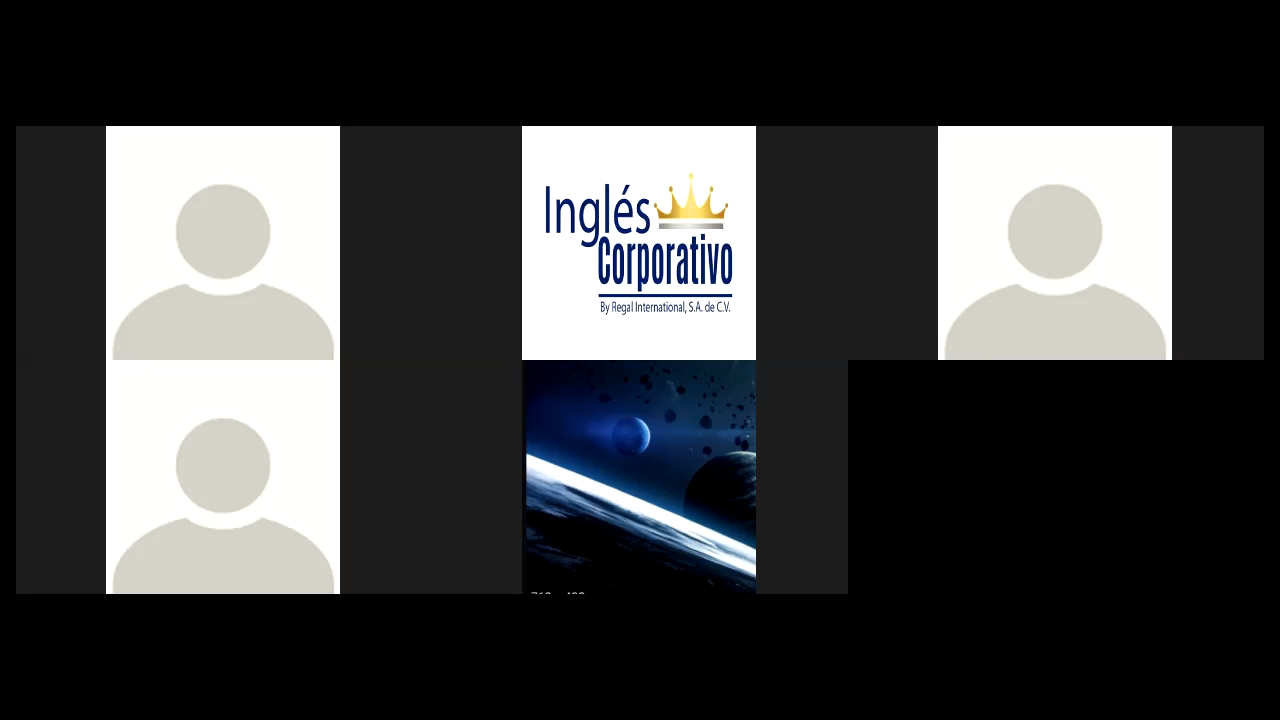 Inglés
Corporativo
By Regal International, S.A. de C.V.